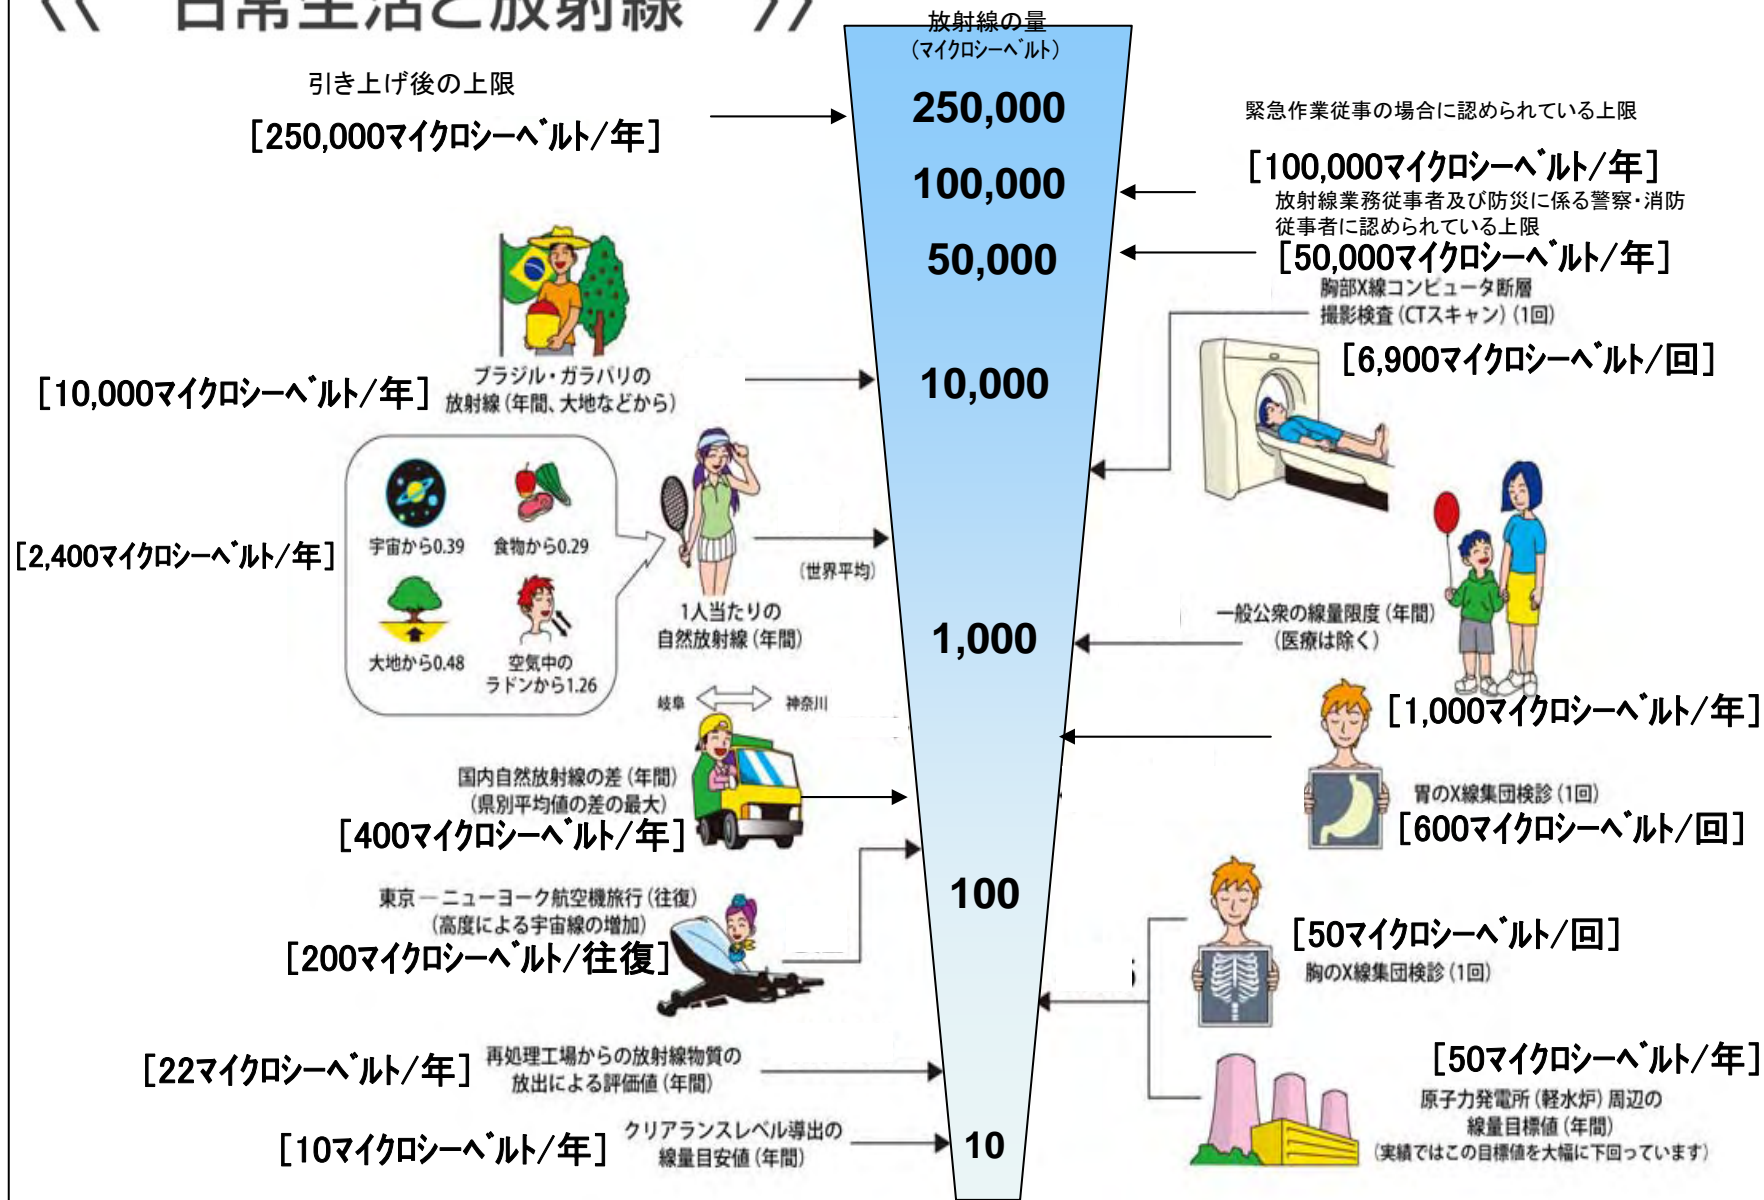 《 日常生活と放射線 》
放射線の量
(マイクロシーベルト)
250,000
100,000
50,000
10,000
1,000
100
10
引き上げ後の上限
[250,000マイクロシーベルト/年]
ブラジル・ガラパリの
放射線(年間、大地などから)
[10,000マイクロシーベルト/年]
宇宙から0.39
食物から0.29
大地から0.48
空気中の
ラドンから1.26
[2,400マイクロシーベルト/年]
(世界平均)
1人当たりの
自然放射線(年間)
岐阜
神奈川
国内自然放射線の差(年間)
(県別平均値の差の最大)
[400マイクロシーベルト/年]
東京―ニューヨーク航空機旅行(往復)
(高度による宇宙線の増加)
[200マイクロシーベルト/往復]
[22マイクロシーベルト/年]
再処理工場からの放射線物質の
放出による評価値(年間)
[10マイクロシーベルト/年]
クリアランスレベル導出の
線量目安値(年間)
緊急作業従事の場合に認められている上限
[100,000マイクロシーベルト/年]
放射線業務従事者及び防災に係る警察・消防
従事者に認められている上限
[50,000マイクロシーベルト/年]
胸部X線コンピュータ断層
撮影検査(CTスキャン)(1回)
[6,900マイクロシーベルト/回]
一般公衆の線量限度(年間)
(医療は除く)
[1,000マイクロシーベルト/年]
胃のX線集団検診(1回)
[600マイクロシーベルト/回]
[50マイクロシーベルト/回]
胸のX線集団検診(1回)
[50マイクロシーベルト/年]
原子力発電所(軽水炉)周辺の
線量目標値(年間)
(実績ではこの目標値を大幅に下回っています)